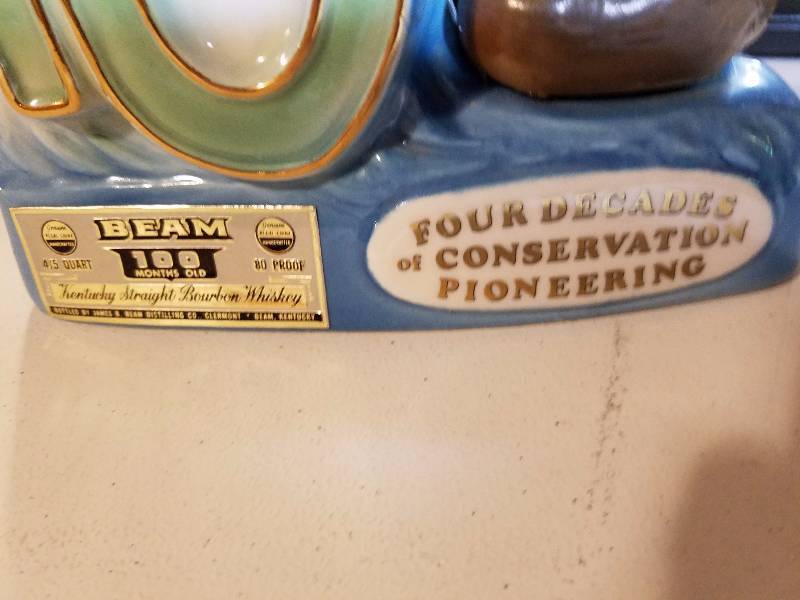 BEAM
100
MONTHS OLD
4/5 QUART
80 PROOF
Kentucky Straight Bourbon Whiskey
BOTTLED BY JAMES B. BEAM DISTILLING CO., CLERMONT • BEAM, KENTUCKY
FOUR DECADES
of CONSERVATION
PIONEERING